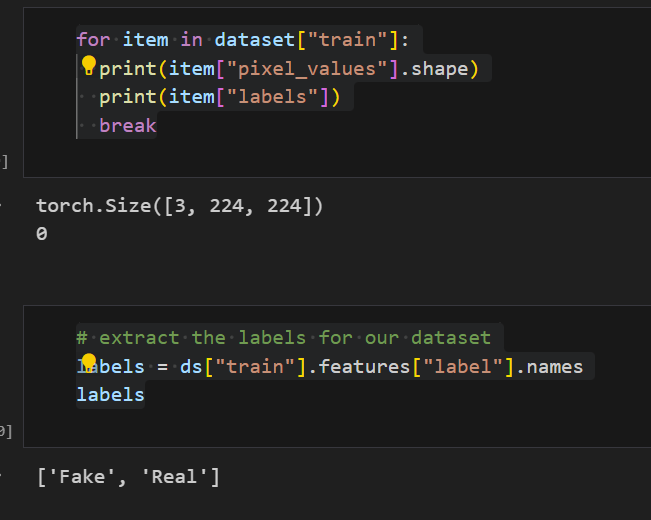 for item in dataset["train"]:
print(item["pixel_values"].shape)
print(item["labels"])
break
]
torch.Size([3, 224, 224])
0
# extract the labels for our dataset
labels = ds["train"].features["label"].names
labels
0]
['Fake', 'Real']